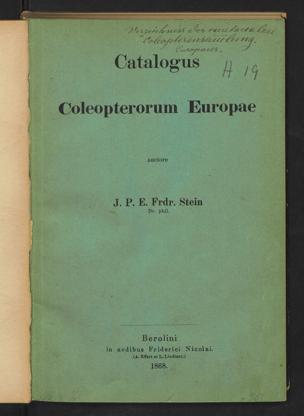 Verzeichniss der
Coleopterensammlung.
Europaeer.
H 19
Catalogus
Coleopterorum Europae
auctore
J. P. E. Frdr. Stein
Dr. phil.
Berolini
in aedibus Friderici Nicolai.
(A. Effert et L. Lindtner.)
1868.